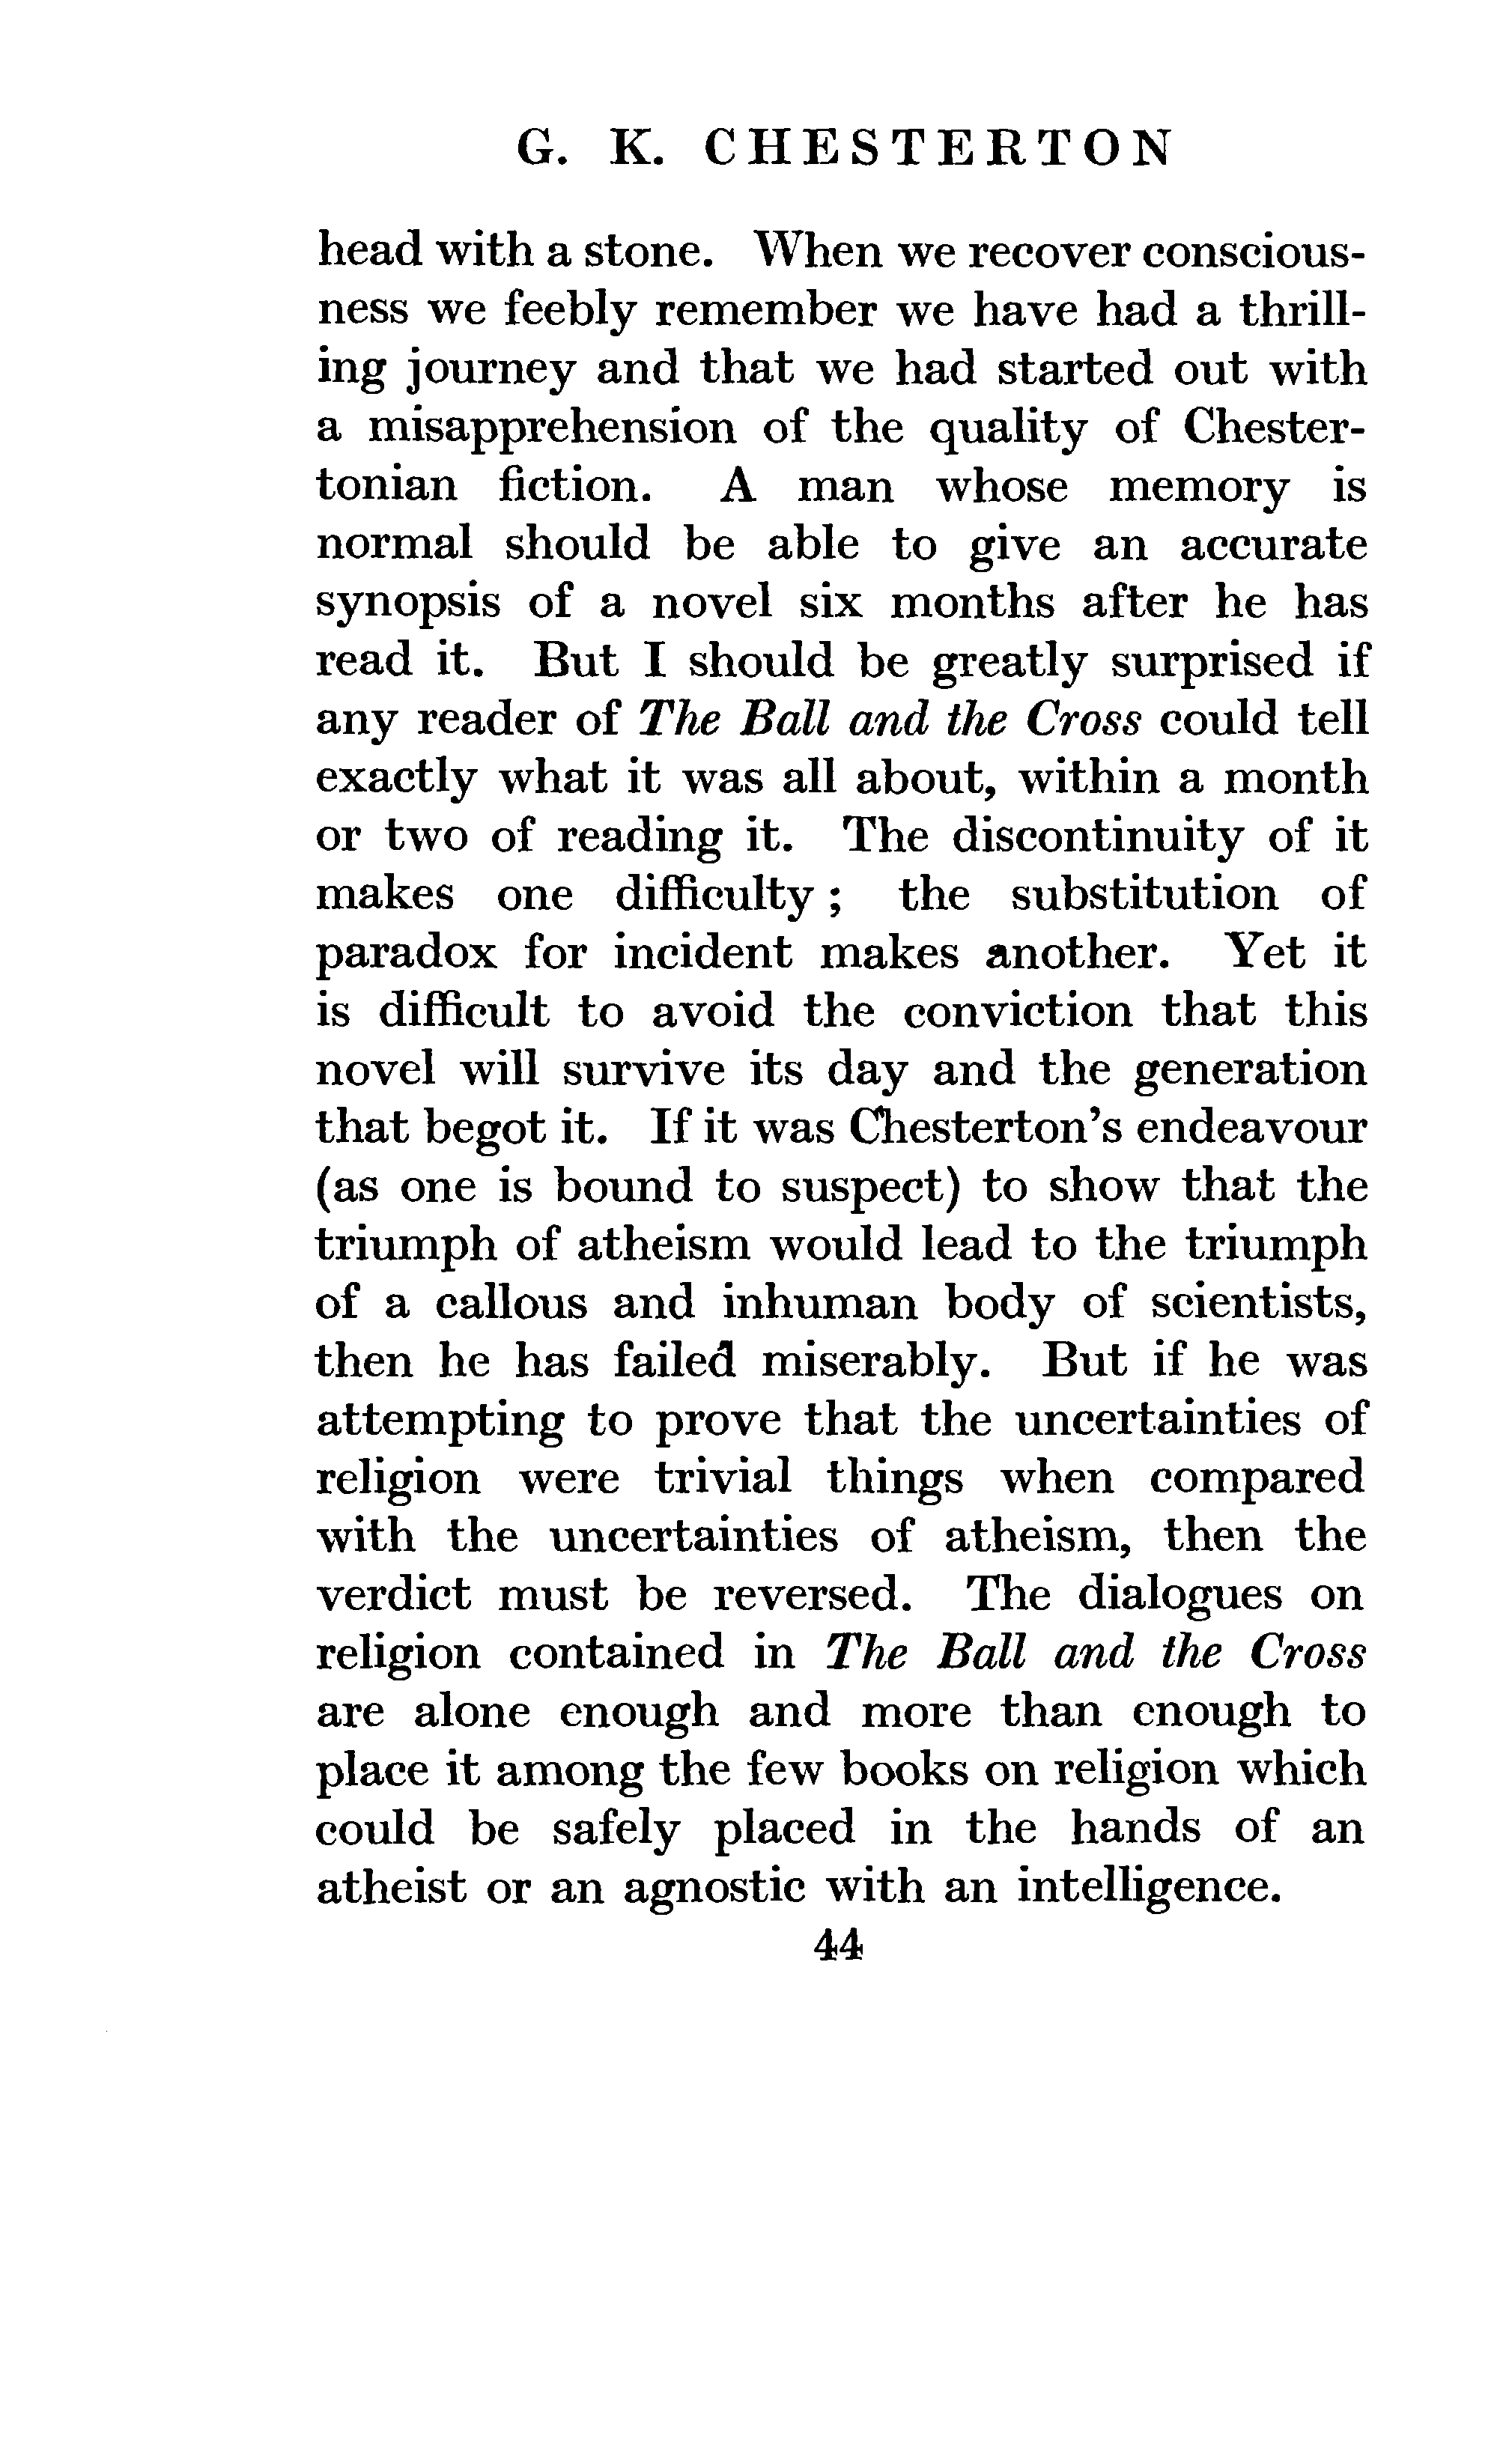 G. K. CHESTERTON
head with a stone. When we recover conscious-
ness we feebly remember we have had a thrill-
ing journey and that we had started out with
a misapprehension of the quality of Chester-
tonian fiction. A man whose memory is
normal should be able to give an accurate
synopsis of a novel six months after he has
read it. But I should be greatly surprised if
any reader of The Ball and the Cross could tell
exactly what it was all about, within a month
or two of reading it. The discontinuity of it
makes one difficulty ; the substitution of
paradox for incident makes another. Yet it
is difficult to avoid the conviction that this
novel will survive its day and the generation
that begot it. If it was Chesterton's endeavour
(as one is bound to suspect) to show that the
triumph of atheism would lead to the triumph
of a callous and inhuman body of scientists,
then he has failed miserably. But if he was
attempting to prove that the uncertainties of
religion were trivial things when compared
with the uncertainties of atheism, then the
verdict must be reversed. The dialogues on
religion contained in The Ball and the Cross
are alone enough and more than enough to
place it among the few books on religion which
could be safely placed in the hands of an
atheist or an agnostic with an intelligence.
44